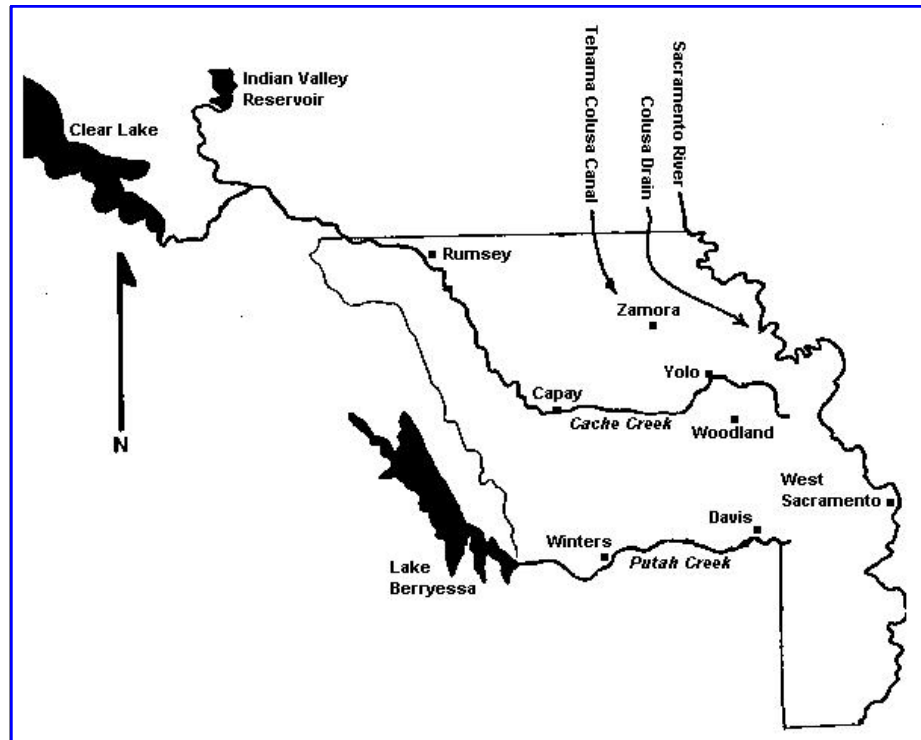 Indian Valley
Reservoir
Clear Lake
Tehama Colusa Canal
Colusa Drain
Sacramento River
Rumsey
Zamora
Yolo
Capay
Cache Creek
Woodland
N
West
Sacramento
Davis
Winters
Putah Creek
Lake
Berryessa